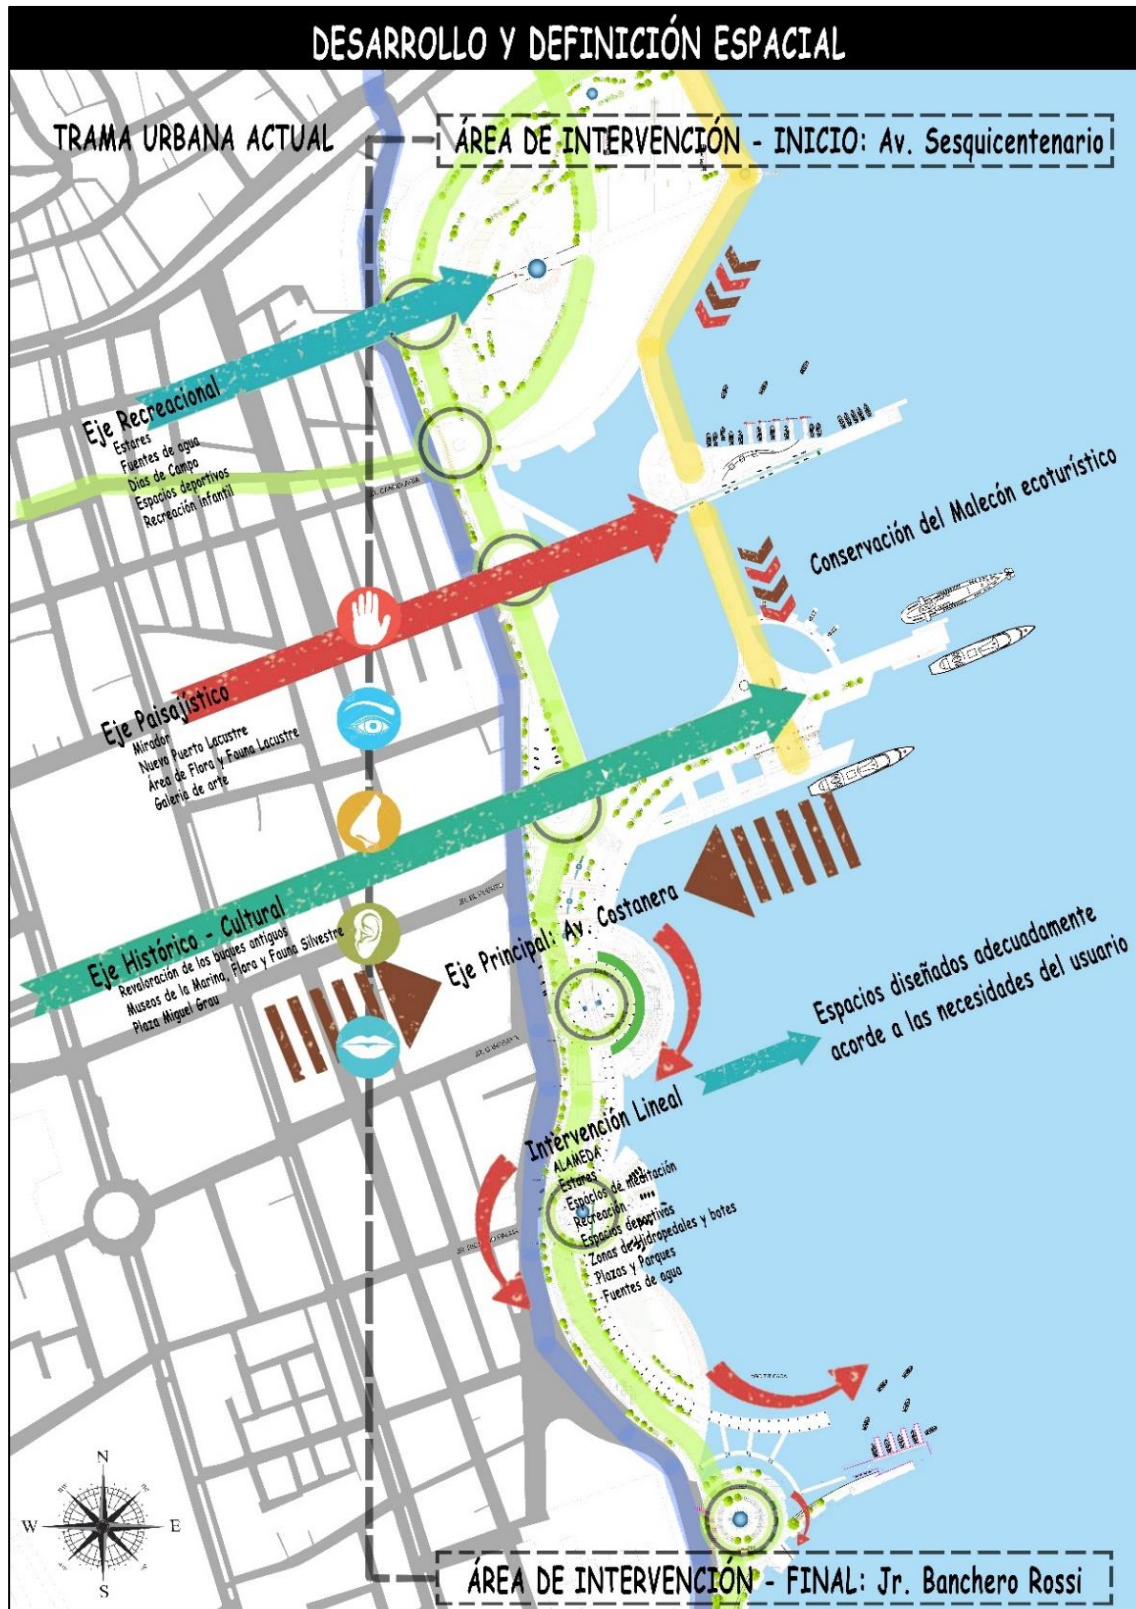 DESARROLLO Y DEFINICIÓN ESPACIAL
TRAMA URBANA ACTUAL
ÁREA DE INTERVENCIÓN - INICIO: Av. Sesquicentenario
Eje Recreacional
Estares
Fuentes de agua
Días de Campo
Espacios deportivos
Recreación Infantil
Conservación del Malecón ecoturístico
Eje Paisajístico
Mirador
Nuevo Puerto Lacustre
Área de Flora y Fauna Lacustre
Galeria de arte
Eje Histórico - Cultural
Revaloración de los buques antiguos
Museos de la Marina, Flora y Fauna Silvestre
Plaza Miguel Grau
Eje Principal: Av. Costanera
Espacios diseñados adecuadamente
acorde a las necesidades del usuario
Intervención Lineal
ALAMEDA
Estares
Espacios de meditación
Recreación
Espacios deportivos
Zonas de Hidropedales y botes
Plazas y Parques
Fuentes de agua
N
W
E
S
ÁREA DE INTERVENCIÓN - FINAL: Jr. Banchero Rossi